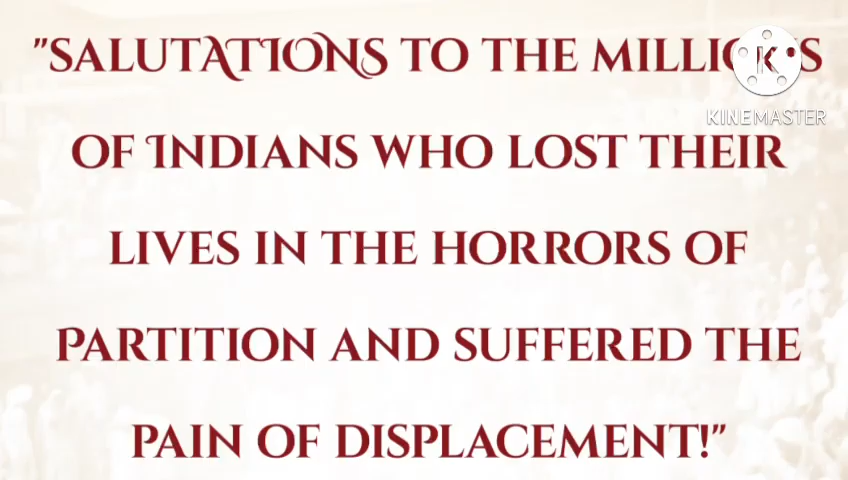 "SALUTATIONS TO THE MILLIONS
OF INDIANS WHO LOST THEIR
LIVES IN THE HORRORS OF
PARTITION AND SUFFERED THE
PAIN OF DISPLACEMENT!"
K
KINEMASTER